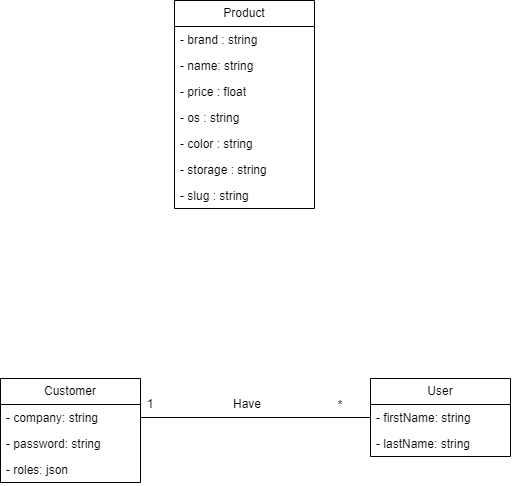 Product
- brand : string
- name: string
- price : float
- os : string
- color : string
- storage : string
- slug : string
Customer
- company: string
- password: string
- roles: json
1 Have *
User
- firstName: string
- lastName: string